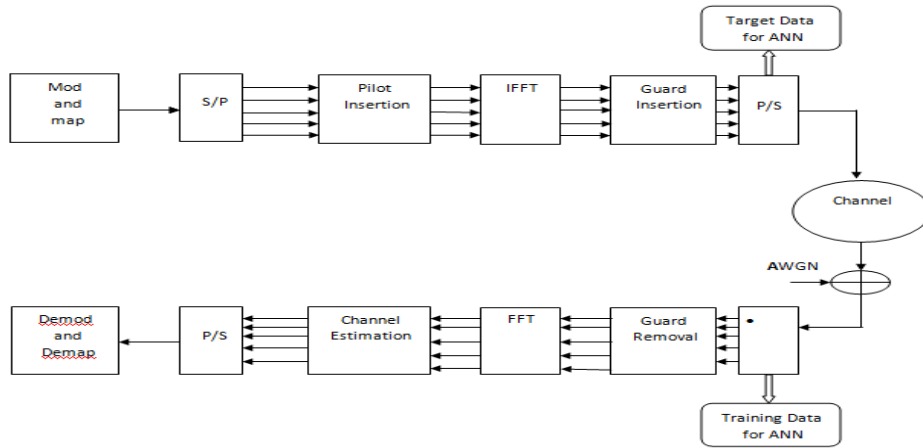 Target Data
for ANN
Mod
and
map
S/P
Pilot
Insertion
IFFT
Guard
Insertion
P/S
Channel
AWGN
Demod
and
Demap
P/S
Channel
Estimation
FFT
Guard
Removal
Training Data
for ANN